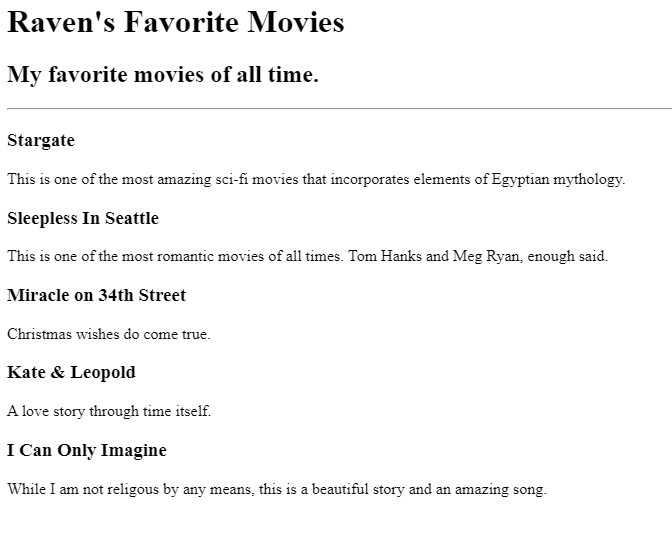 Raven's Favorite Movies
My favorite movies of all time.
Stargate
This is one of the most amazing sci-fi movies that incorporates elements of Egyptian mythology.
Sleepless In Seattle
This is one of the most romantic movies of all times. Tom Hanks and Meg Ryan, enough said.
Miracle on 34th Street
Christmas wishes do come true.
Kate & Leopold
A love story through time itself.
I Can Only Imagine
While I am not religous by any means, this is a beautiful story and an amazing song.